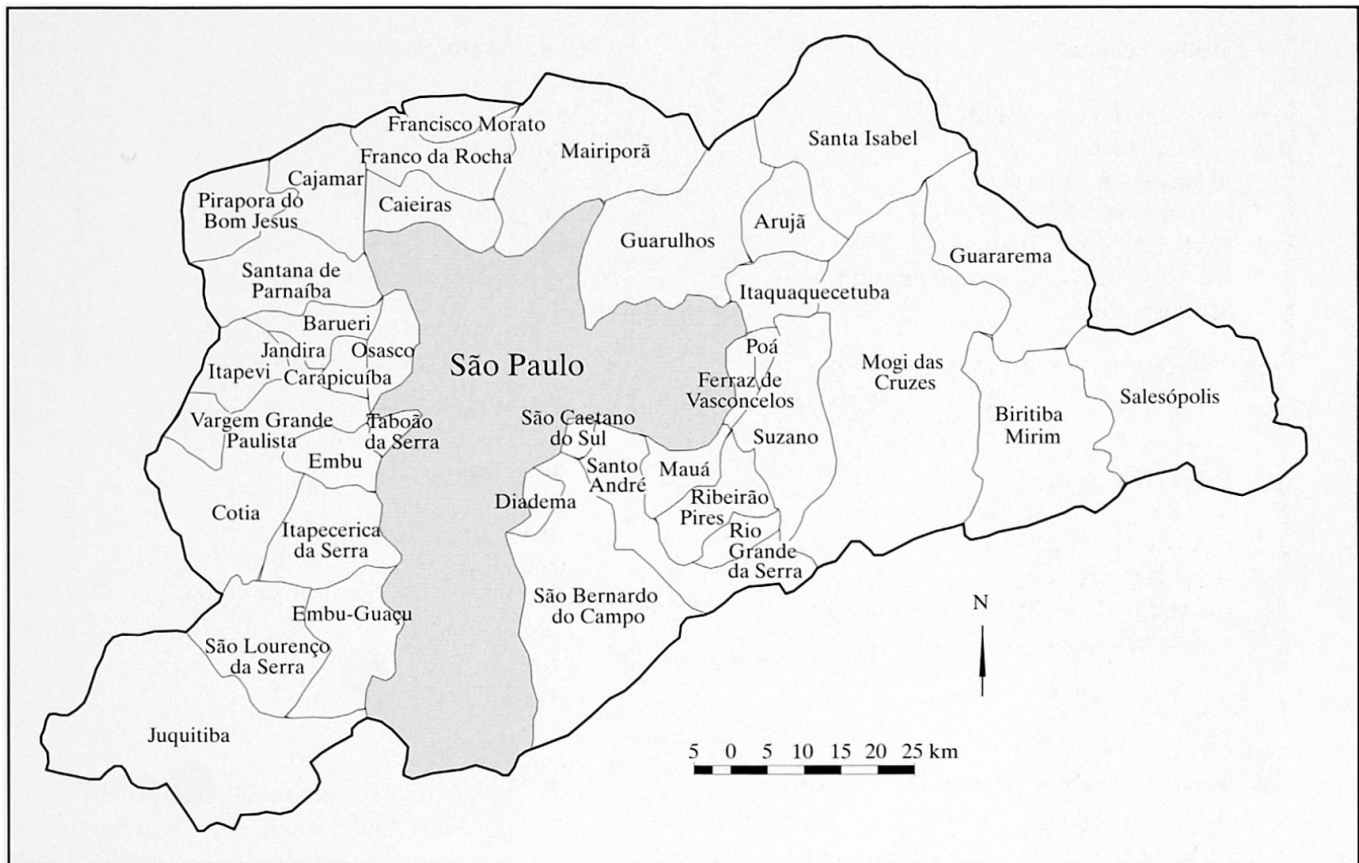 Francisco Morato
Franco da Rocha
Mairiporã
Santa Isabel
Cajamar
Pirapora do
Bom Jesus
Caieiras
Arujã
Guarulhos
Guararema
Santana de
Parnaíba
Itaquaquecetuba
Barueri
Jandira
Osasco
Itapevi
Carapicuíba
São Paulo
Poá
Ferraz de
Vasconcelos
Mogi das
Cruzes
Salesópolis
Vargem Grande
Paulista
Taboão
da Serra
São Caetano
do Sul
Biritiba
Mirim
Suzano
Embu
Santo
André
Mauá
Diadema
Ribeirão
Pires
Cotia
Itapecerica
da Serra
Rio
Grande
da Serra
São Bernardo
do Campo
Embu-Guaçu
São Lourenço
da Serra
N
Juquitiba
5 0 5 10 15 20 25 km